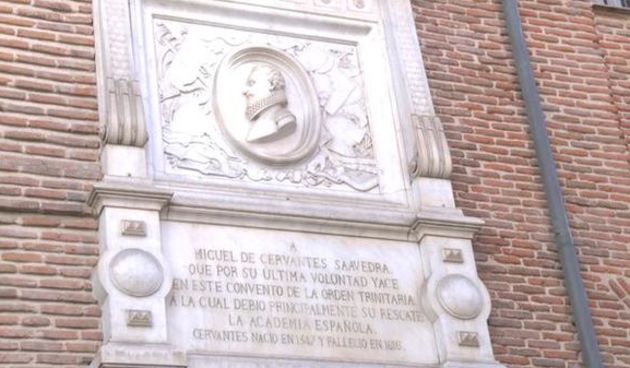 A
MIGUEL DE CERVANTES SAAVEDRA,
QUE POR SU ULTIMA VOLUNTAD YACE
EN ESTE CONVENTO DE LA ORDEN TRINITARIA
A LA CUAL DEBIO PRINCIPALMENTE SU RESCATE
LA ACADEMIA ESPAÑOLA.
CERVANTES NACIO EN 1547 Y FALLECIO EN 1616.